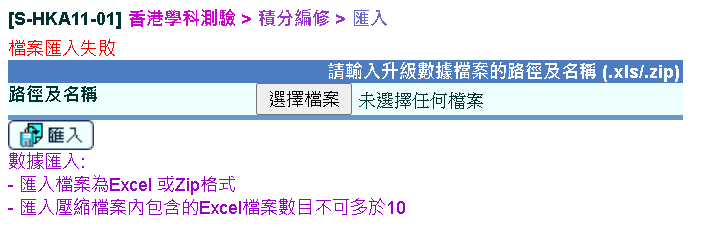 [S-HKA11-01] 香港學科測驗 > 積分編修 > 匯入
檔案匯入失敗
請輸入升級數據檔案的路徑及名稱 (.xls/.zip)
路徑及名稱 選擇檔案 未選擇任何檔案
匯入
數據匯入:
- 匯入檔案為Excel 或Zip格式
- 匯入壓縮檔案內包含的Excel檔案數目不可多於10